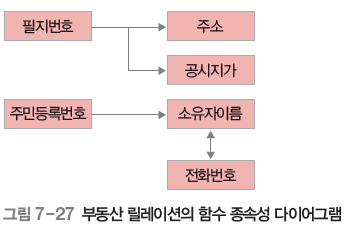 필지번호
주소
공시지가
주민등록번호
소유자이름
전화번호
그림 7-27 부동산 릴레이션의 함수 종속성 다이어그램